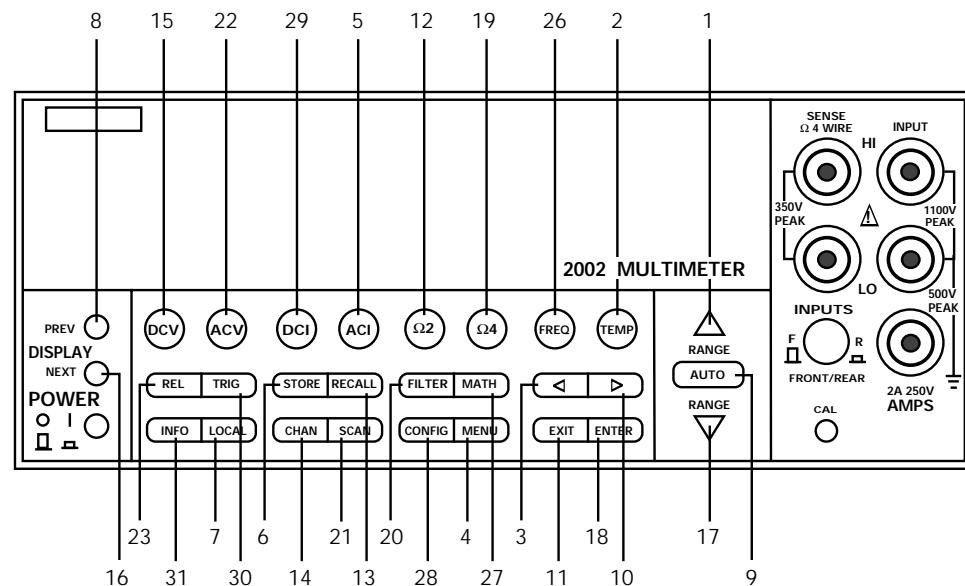 8 15 22 29 5 12 19 26 2 1
SENSE
Ω 4 WIRE
INPUT
HI
350V
PEAK
1100V
PEAK
2002 MULTIMETER
LO
500V
PEAK
PREV
DISPLAY
NEXT
POWER
DCV ACV DCI ACI Ω2 Ω4 FREQ TEMP
REL TRIG STORE RECALL FILTER MATH
INFO LOCAL CHAN SCAN CONFIG MENU EXIT ENTER
RANGE
AUTO
RANGE
INPUTS
F R
FRONT/REAR
CAL
2A 250V
AMPS
23 7 6 21 20 4 3 18 17
16 31 30 14 13 28 27 11 10 9